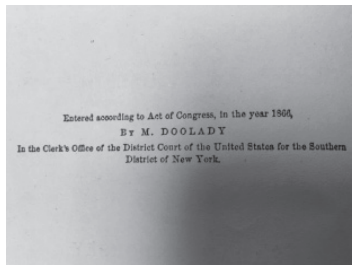 Entered according to Act of Congress, in the year 1866,
BY M. DOOLADY
In the Clerk's Office of the District Court of the United States for the Southern
District of New York.